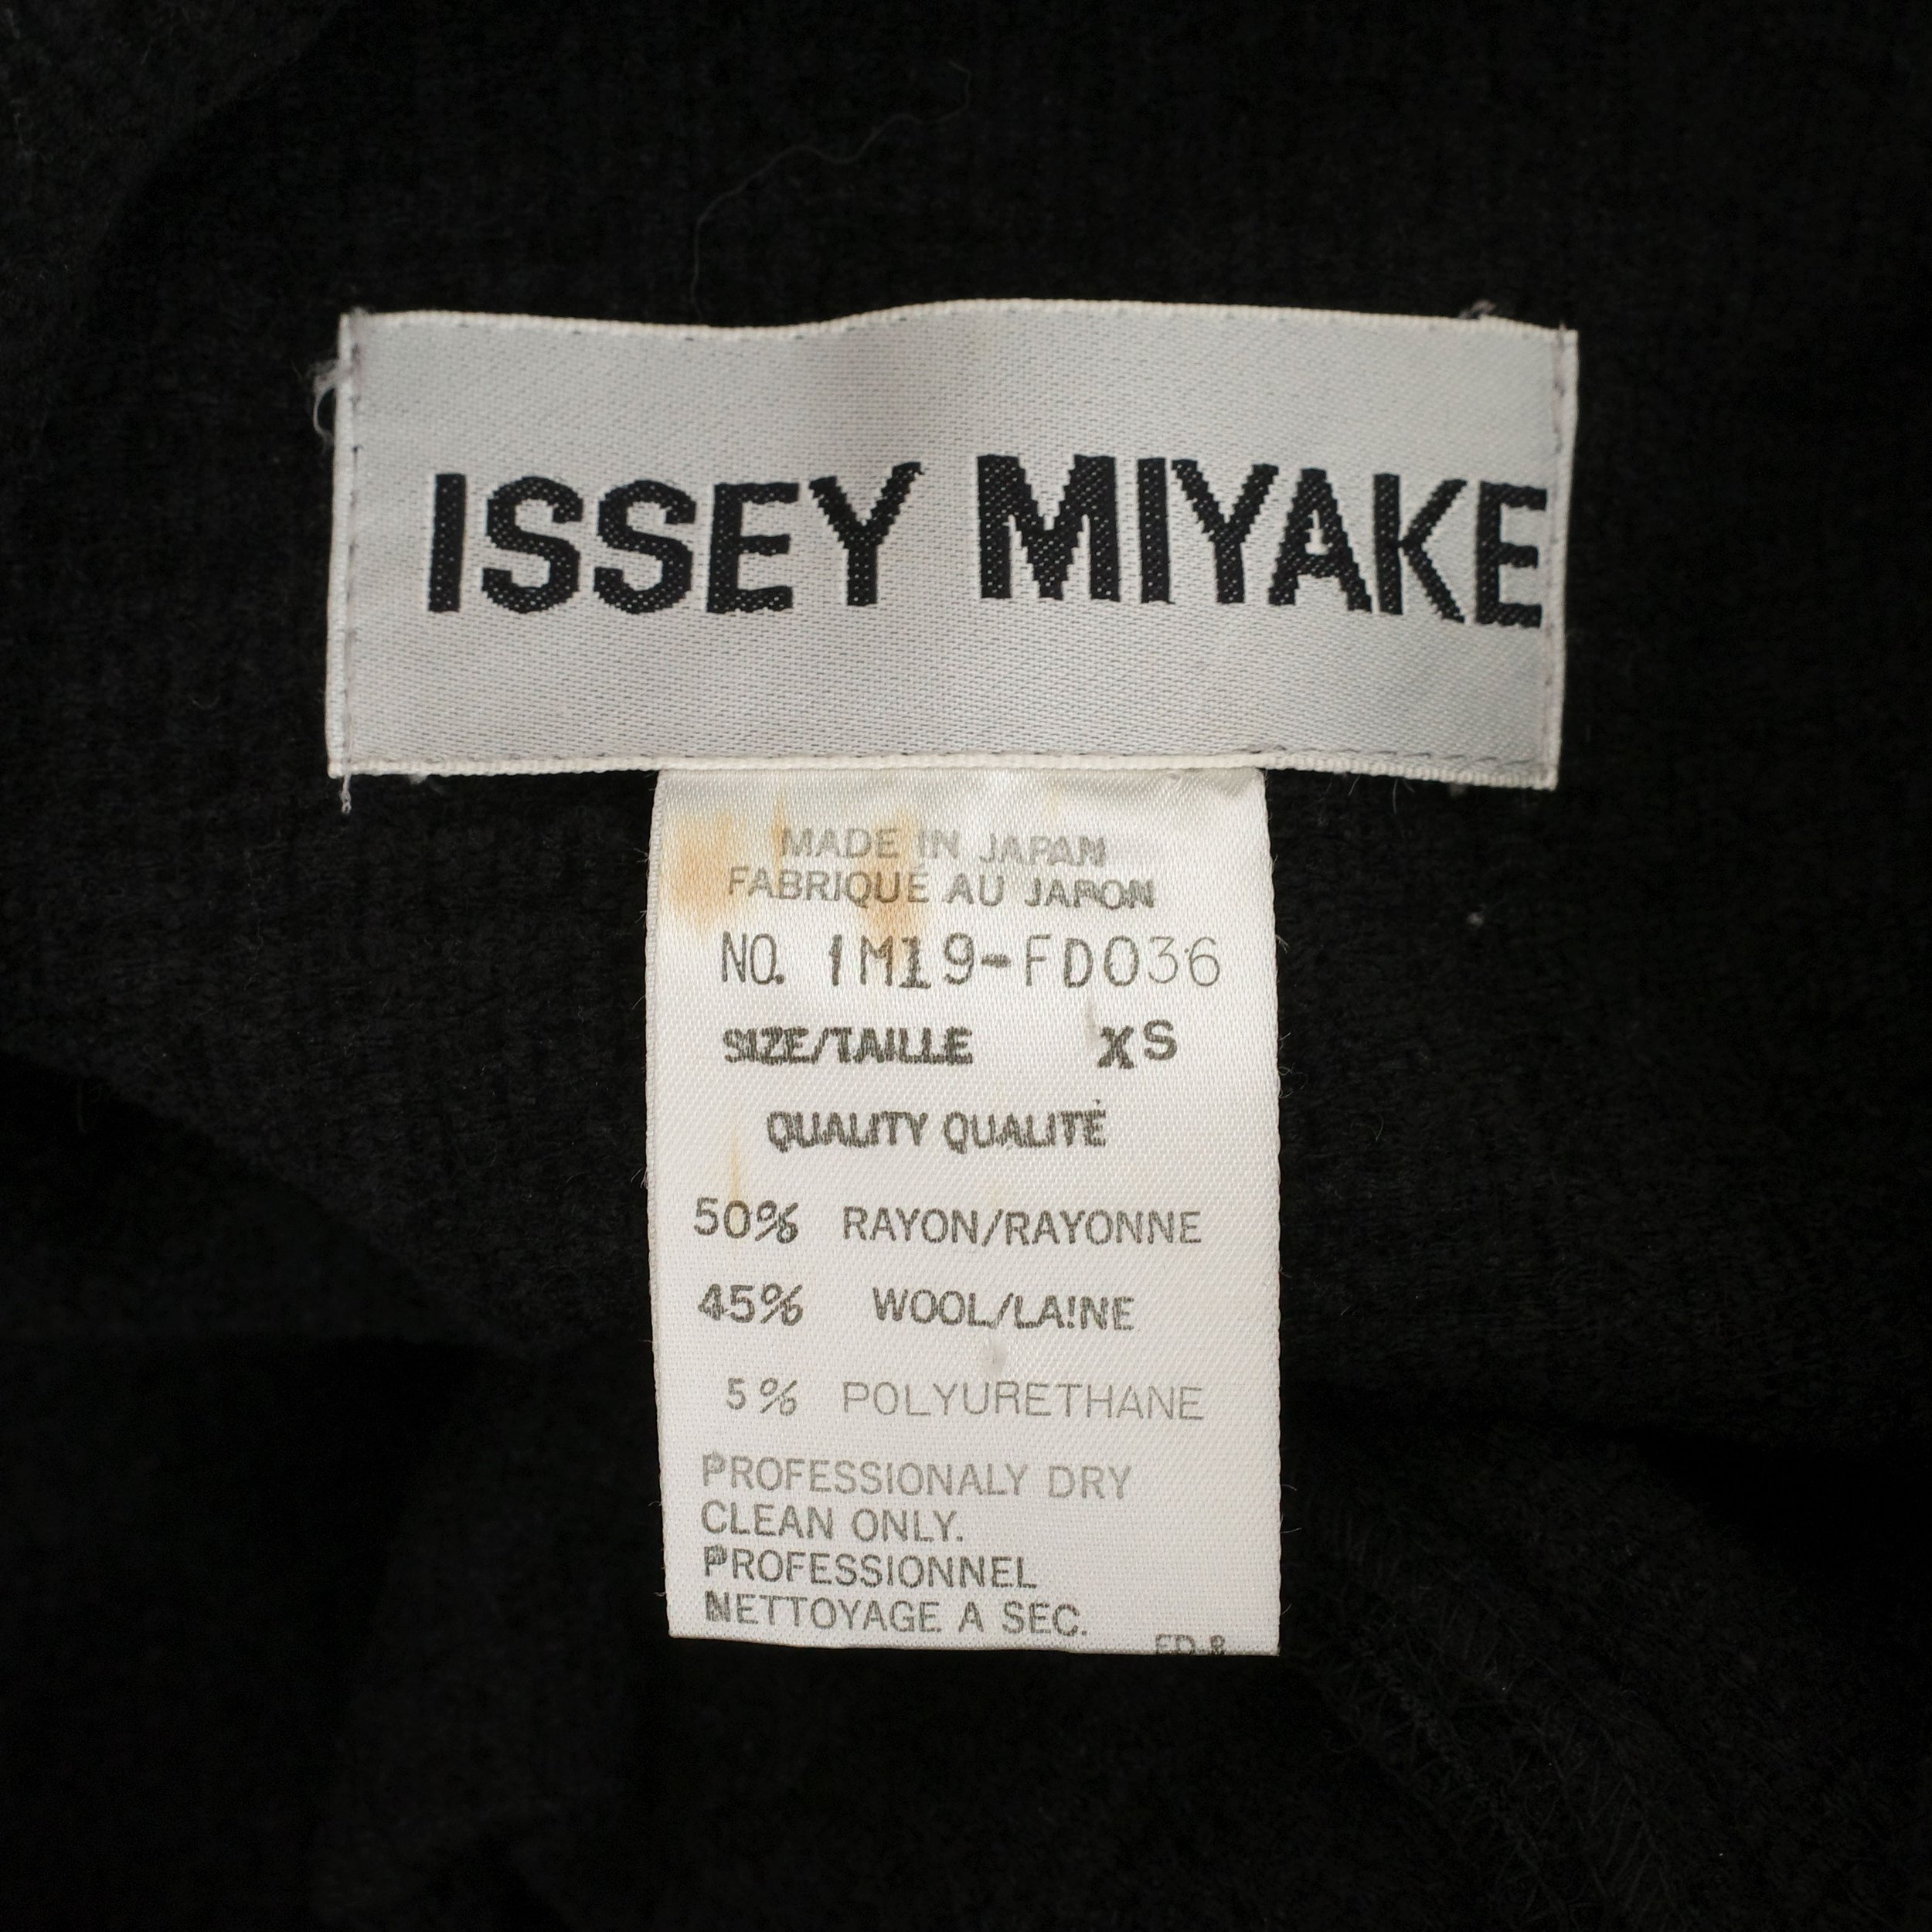 ISSEY MIYAKE
MADE IN JAPAN
FABRIQUE AU JAPON
NO. 1M19-FD036
SIZE/TAILLE XS
QUALITY QUALITÉ
50% RAYON/RAYONNE
45% WOOL/LAINE
5% POLYURETHANE
PROFESSIONALY DRY
CLEAN ONLY.
PROFESSIONNEL
NETTOYAGE A SEC.